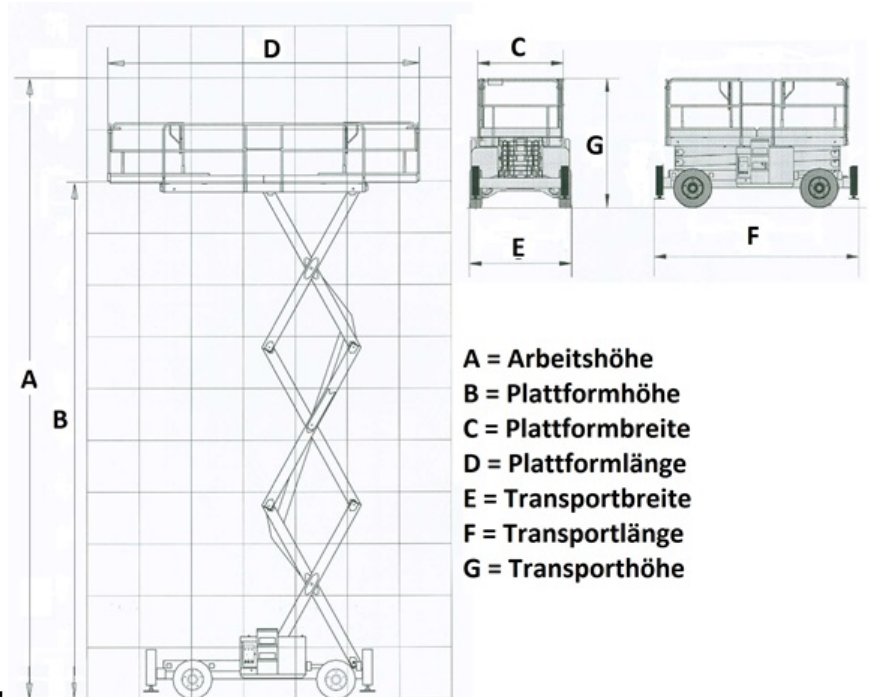 D
C
G
E
F
A
B
A = Arbeitshöhe
B = Plattformhöhe
C = Plattformbreite
D = Plattformlänge
E = Transportbreite
F = Transportlänge
G = Transporthöhe